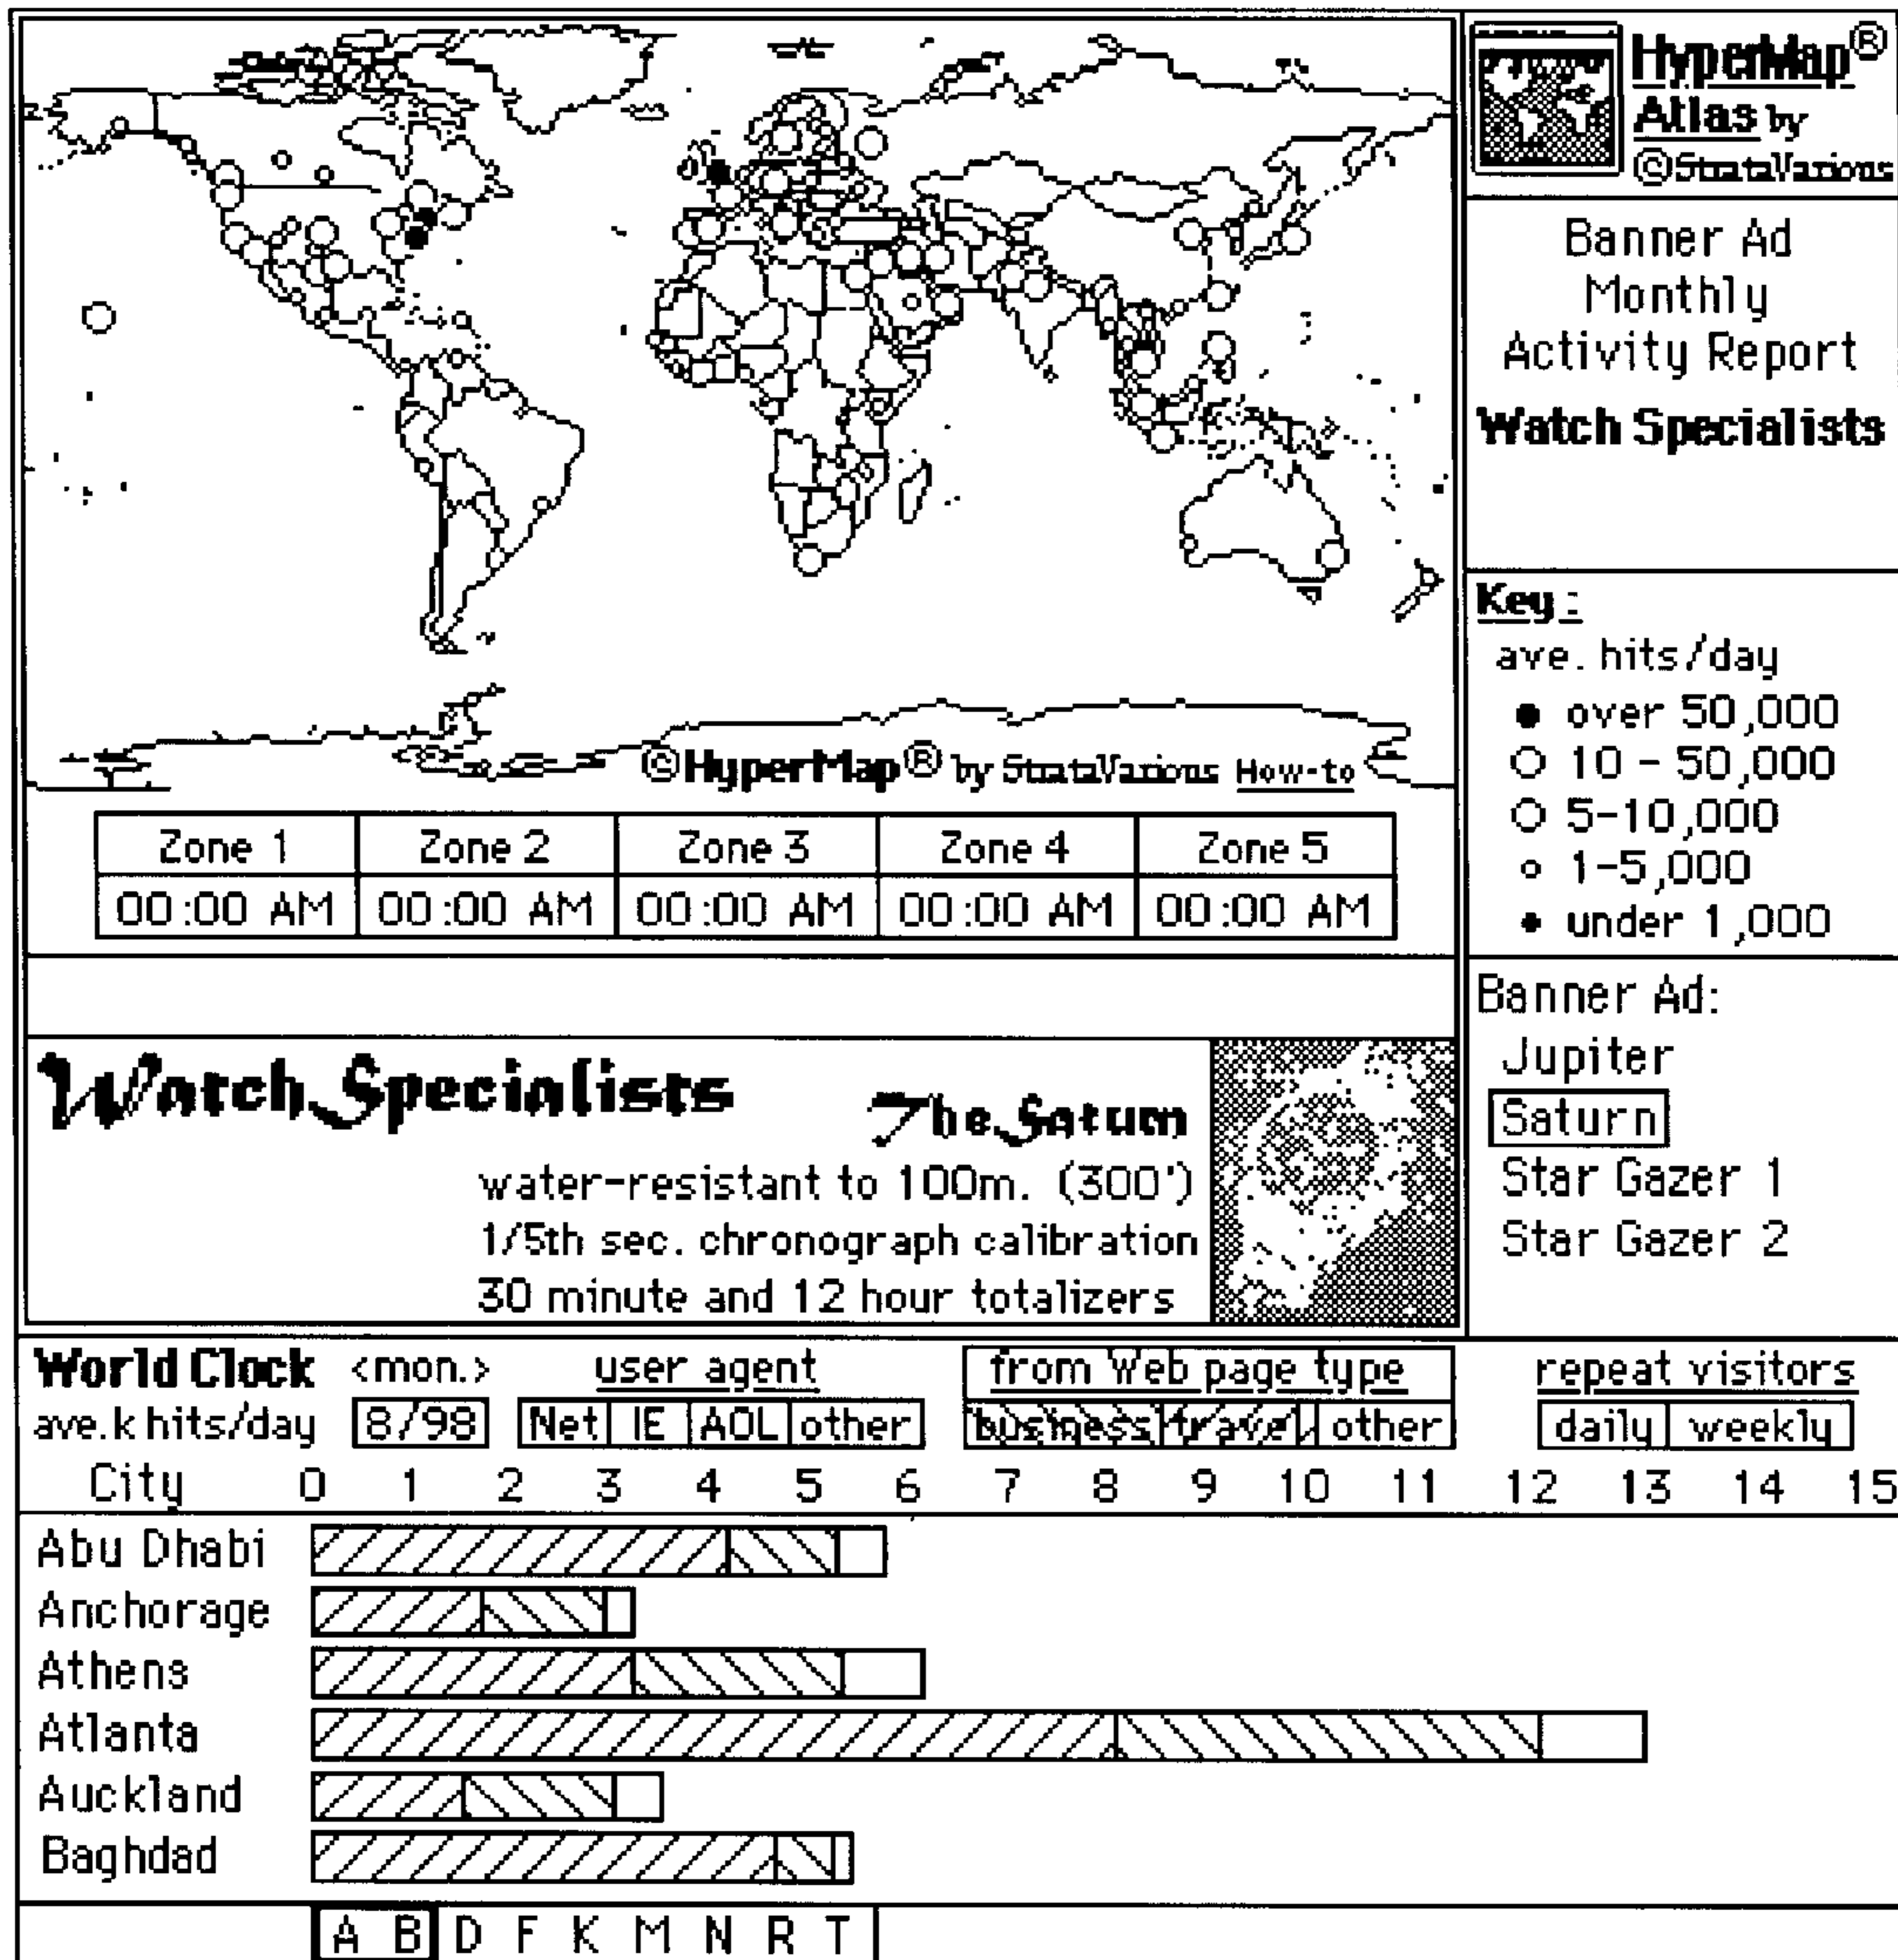 HyperMap®
Atlas by
©StrataVarious
Banner Ad
Monthly
Activity Report
Watch Specialists
Key:
ave. hits/day
over 50,000
10 - 50,000
5-10,000
1-5,000
under 1,000
©HyperMap® by StrataVarious How-to
Zone 1 Zone 2 Zone 3 Zone 4 Zone 5
00:00 AM 00:00 AM 00:00 AM 00:00 AM 00:00 AM
Banner Ad:
Jupiter
Saturn
Star Gazer 1
Star Gazer 2
Watch Specialists
The Saturn
water-resistant to 100m. (300')
1/5th sec. chronograph calibration
30 minute and 12 hour totalizers
World Clock <mon.> user agent from Web page type repeat visitors
ave.k hits/day 8/98 Net IE AOL other business travel other daily weekly
City 0 1 2 3 4 5 6 7 8 9 10 11 12 13 14 15
Abu Dhabi
Anchorage
Athens
Atlanta
Auckland
Baghdad
A B D F K M N R T